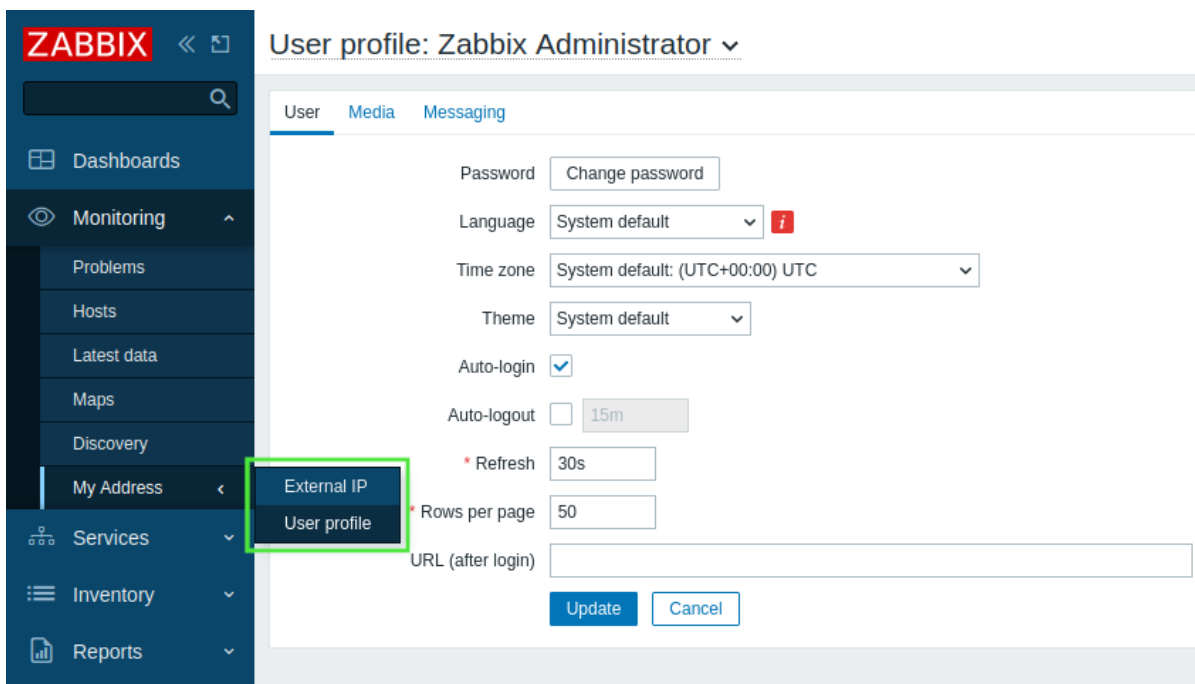 ZABBIX
User profile: Zabbix Administrator
User Media Messaging
Dashboards
Monitoring
Problems
Hosts
Latest data
Maps
Discovery
My Address
External IP
User profile
Services
Inventory
Reports
Password Change password
Language System default i
Time zone System default: (UTC+00:00) UTC
Theme System default
Auto-login
Auto-logout 15m
* Refresh 30s
* Rows per page 50
URL (after login)
Update Cancel